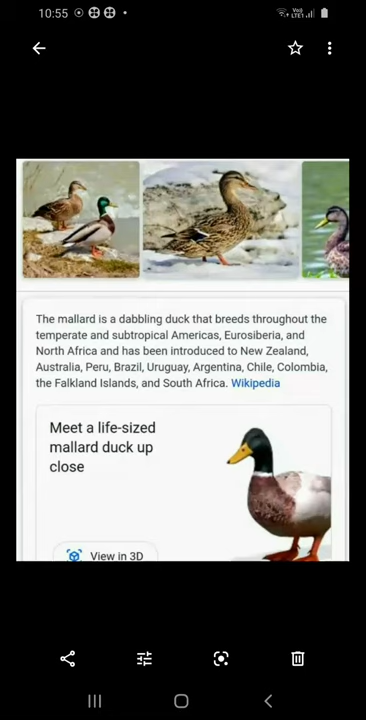 10:55
Vo)) LTE1
The mallard is a dabbling duck that breeds throughout the
temperate and subtropical Americas, Eurosiberia, and
North Africa and has been introduced to New Zealand,
Australia, Peru, Brazil, Uruguay, Argentina, Chile, Colombia,
the Falkland Islands, and South Africa. Wikipedia
Meet a life-sized
mallard duck up
close
View in 3D